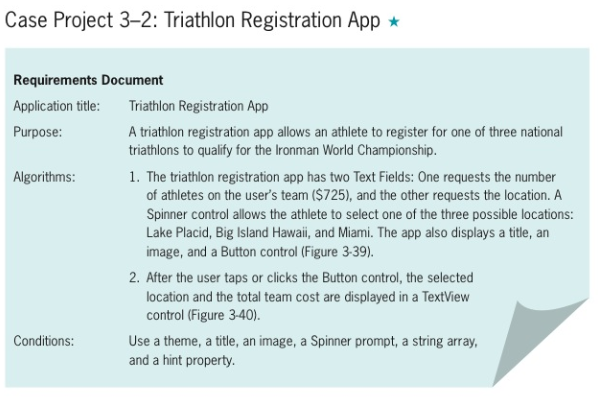 Case Project 3–2: Triathlon Registration App ★
Requirements Document
Application title: Triathlon Registration App
Purpose: A triathlon registration app allows an athlete to register for one of three national
triathlons to qualify for the Ironman World Championship.
Algorithms: 1. The triathlon registration app has two Text Fields: One requests the number
of athletes on the user's team ($725), and the other requests the location. A
Spinner control allows the athlete to select one of the three possible locations:
Lake Placid, Big Island Hawaii, and Miami. The app also displays a title, an
image, and a Button control (Figure 3-39).
2. After the user taps or clicks the Button control, the selected
location and the total team cost are displayed in a TextView
control (Figure 3-40).
Conditions: Use a theme, a title, an image, a Spinner prompt, a string array,
and a hint property.